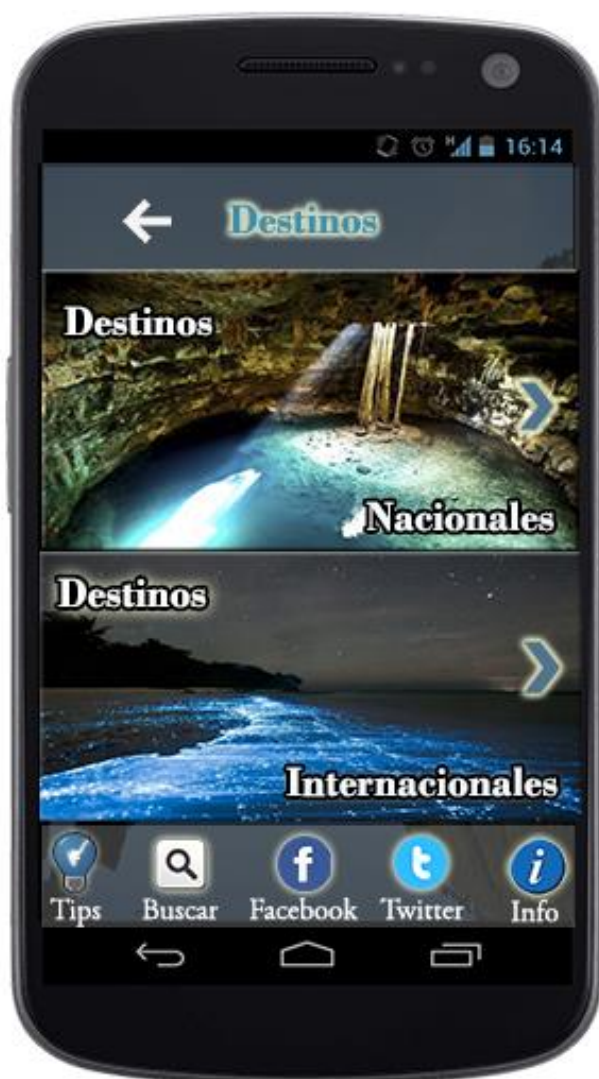 H 16:14
Destinos
Destinos
Nacionales
Destinos
Internacionales
Tips Buscar Facebook Twitter Info